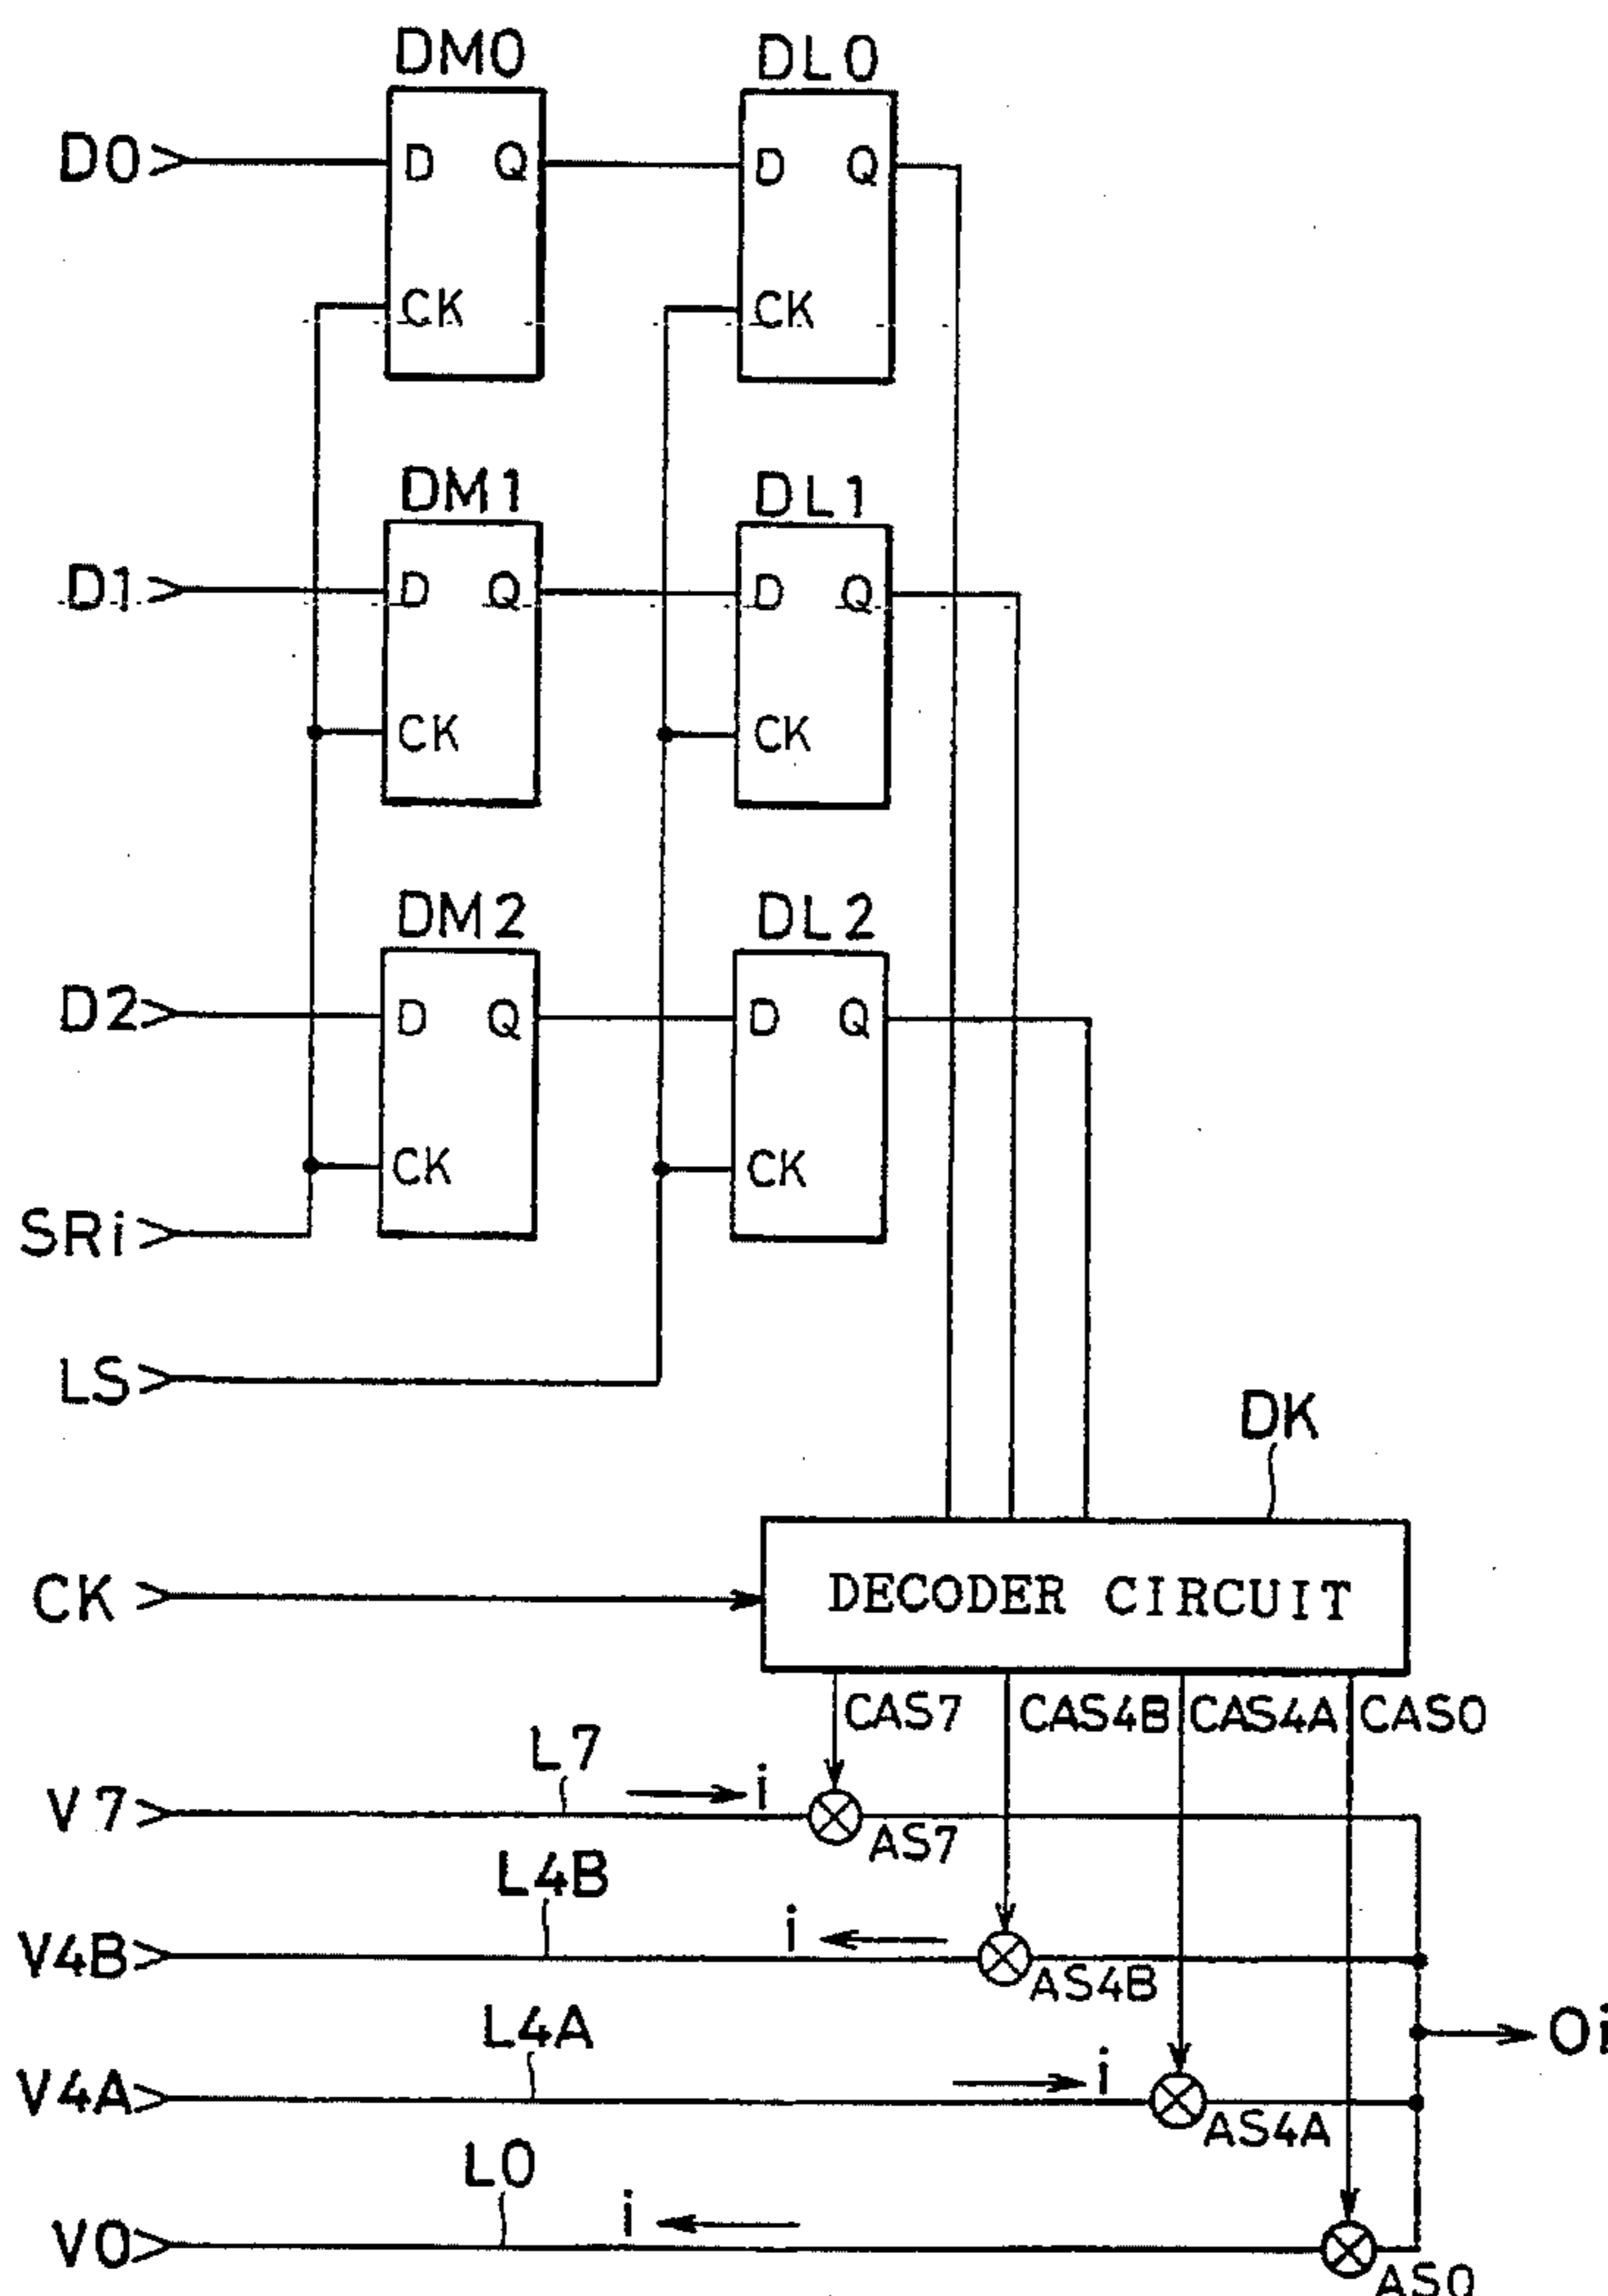 DM0 DL0
D0 D Q D Q
CK CK
DM1 DL1
D1 D Q D Q
CK CK
DM2 DL2
D2 D Q D Q
CK CK
SRi
LS
DK
CK DECODER CIRCUIT
CAS7 CAS4B CAS4A CAS0
L7 i
V7 AS7
L4B i
V4B AS4B
Oi
L4A i
V4A AS4A
L0 i
V0 AS0